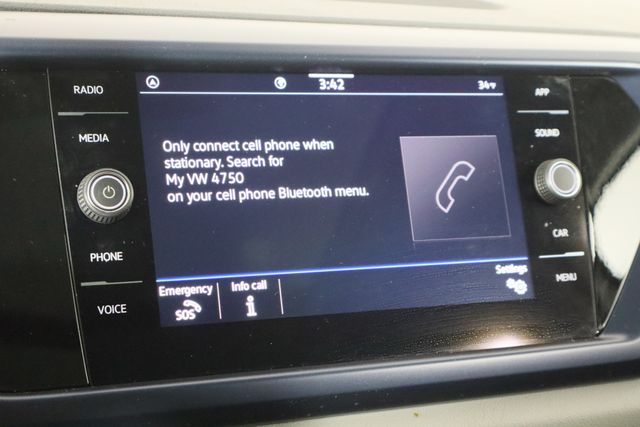 RADIO
MEDIA
PHONE
VOICE
3:42
34°F
Only connect cell phone when
stationary. Search for
My VW 4750
on your cell phone Bluetooth menu.
Emergency
SOS
Info call
i
Settings
APP
SOUND
CAR
MENU